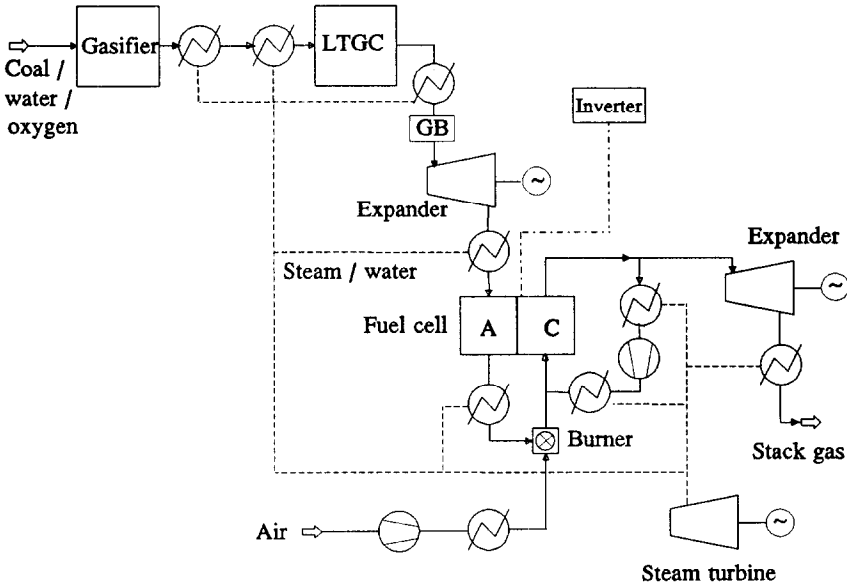 Gasifier
LTGC
Coal /
water /
oxygen
Inverter
GB
~
Expander
Expander
Steam / water
~
Fuel cell
A
C
Burner
Stack gas
Air
~
Steam turbine